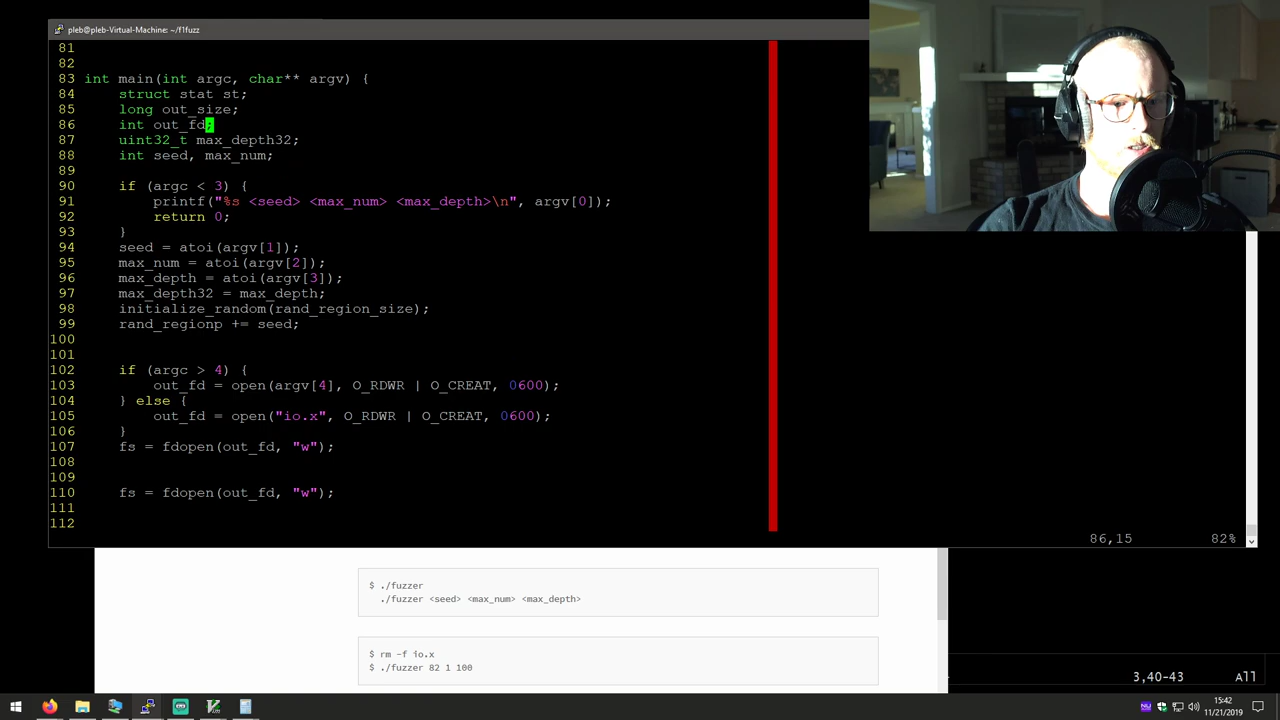 pleb@pleb-Virtual-Machine: ~/f1fuzz
81
82
83 int main(int argc, char** argv) {
84 struct stat st;
85 long out_size;
86 int out_fd;
87 uint32_t max_depth32;
88 int seed, max_num;
89
90 if (argc < 3) {
91 printf("%s <seed> <max_num> <max_depth>\n", argv[0]);
92 return 0;
93 }
94 seed = atoi(argv[1]);
95 max_num = atoi(argv[2]);
96 max_depth = atoi(argv[3]);
97 max_depth32 = max_depth;
98 initialize_random(rand_region_size);
99 rand_regionp += seed;
100
101
102 if (argc > 4) {
103 out_fd = open(argv[4], O_RDWR | O_CREAT, 0600);
104 } else {
105 out_fd = open("io.x", O_RDWR | O_CREAT, 0600);
106 }
107 fs = fdopen(out_fd, "w");
108
109
110 fs = fdopen(out_fd, "w");
111
112
86,15 82%
$ ./fuzzer
./fuzzer <seed> <max_num> <max_depth>
$ rm -f io.x
$ ./fuzzer 82 1 100
3,40-43 All
15:42
11/21/2019